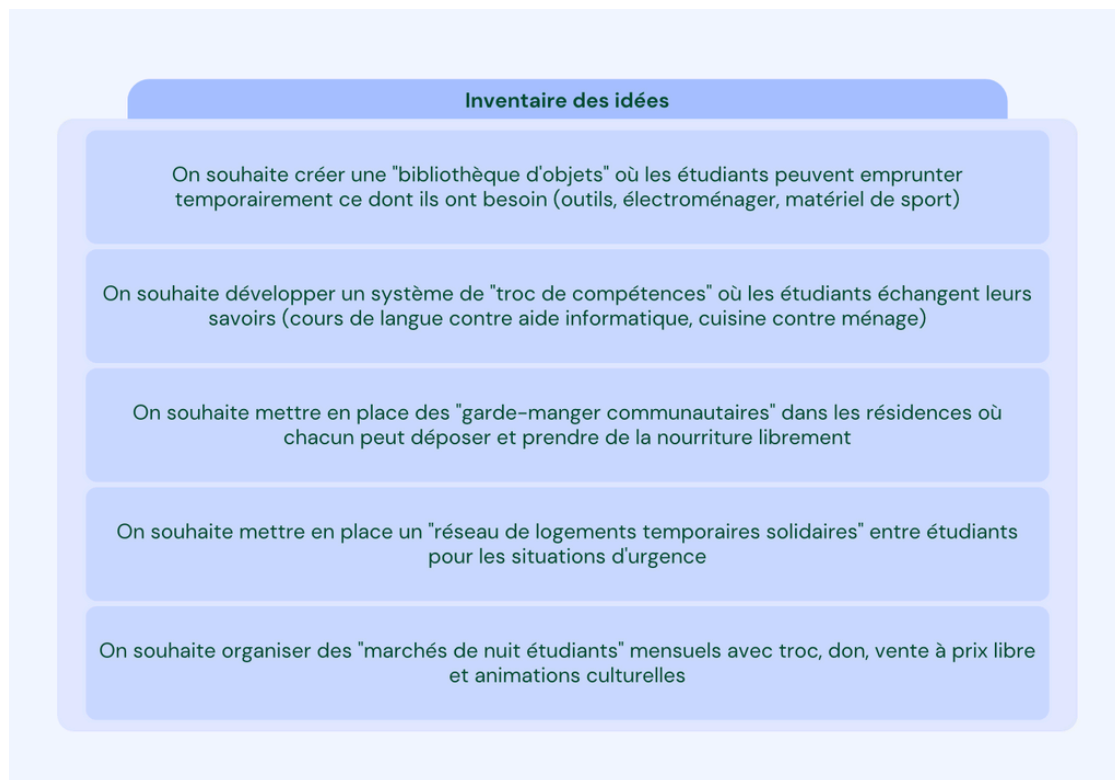 Inventaire des idées
On souhaite créer une "bibliothèque d'objets" où les étudiants peuvent emprunter
temporairement ce dont ils ont besoin (outils, électroménager, matériel de sport)
On souhaite développer un système de "troc de compétences" où les étudiants échangent leurs
savoirs (cours de langue contre aide informatique, cuisine contre ménage)
On souhaite mettre en place des "garde-manger communautaires" dans les résidences où
chacun peut déposer et prendre de la nourriture librement
On souhaite mettre en place un "réseau de logements temporaires solidaires" entre étudiants
pour les situations d'urgence
On souhaite organiser des "marchés de nuit étudiants" mensuels avec troc, don, vente à prix libre
et animations culturelles